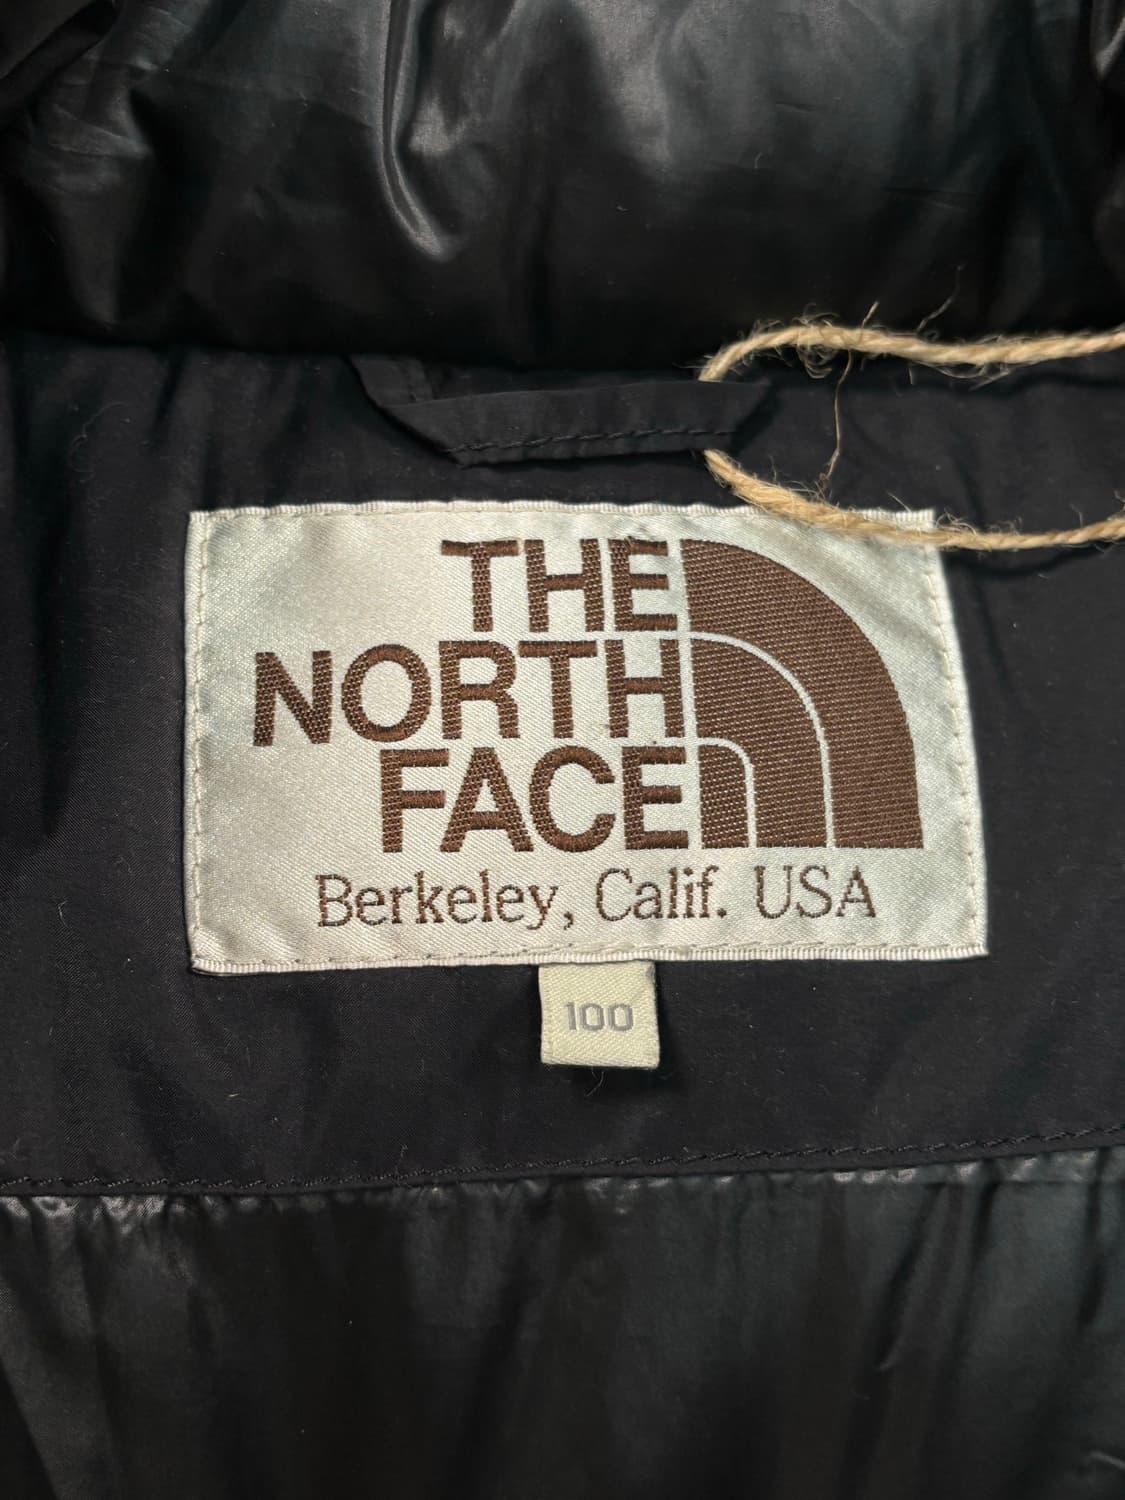 THE
NORTH
FACE
Berkeley, Calif. USA
100